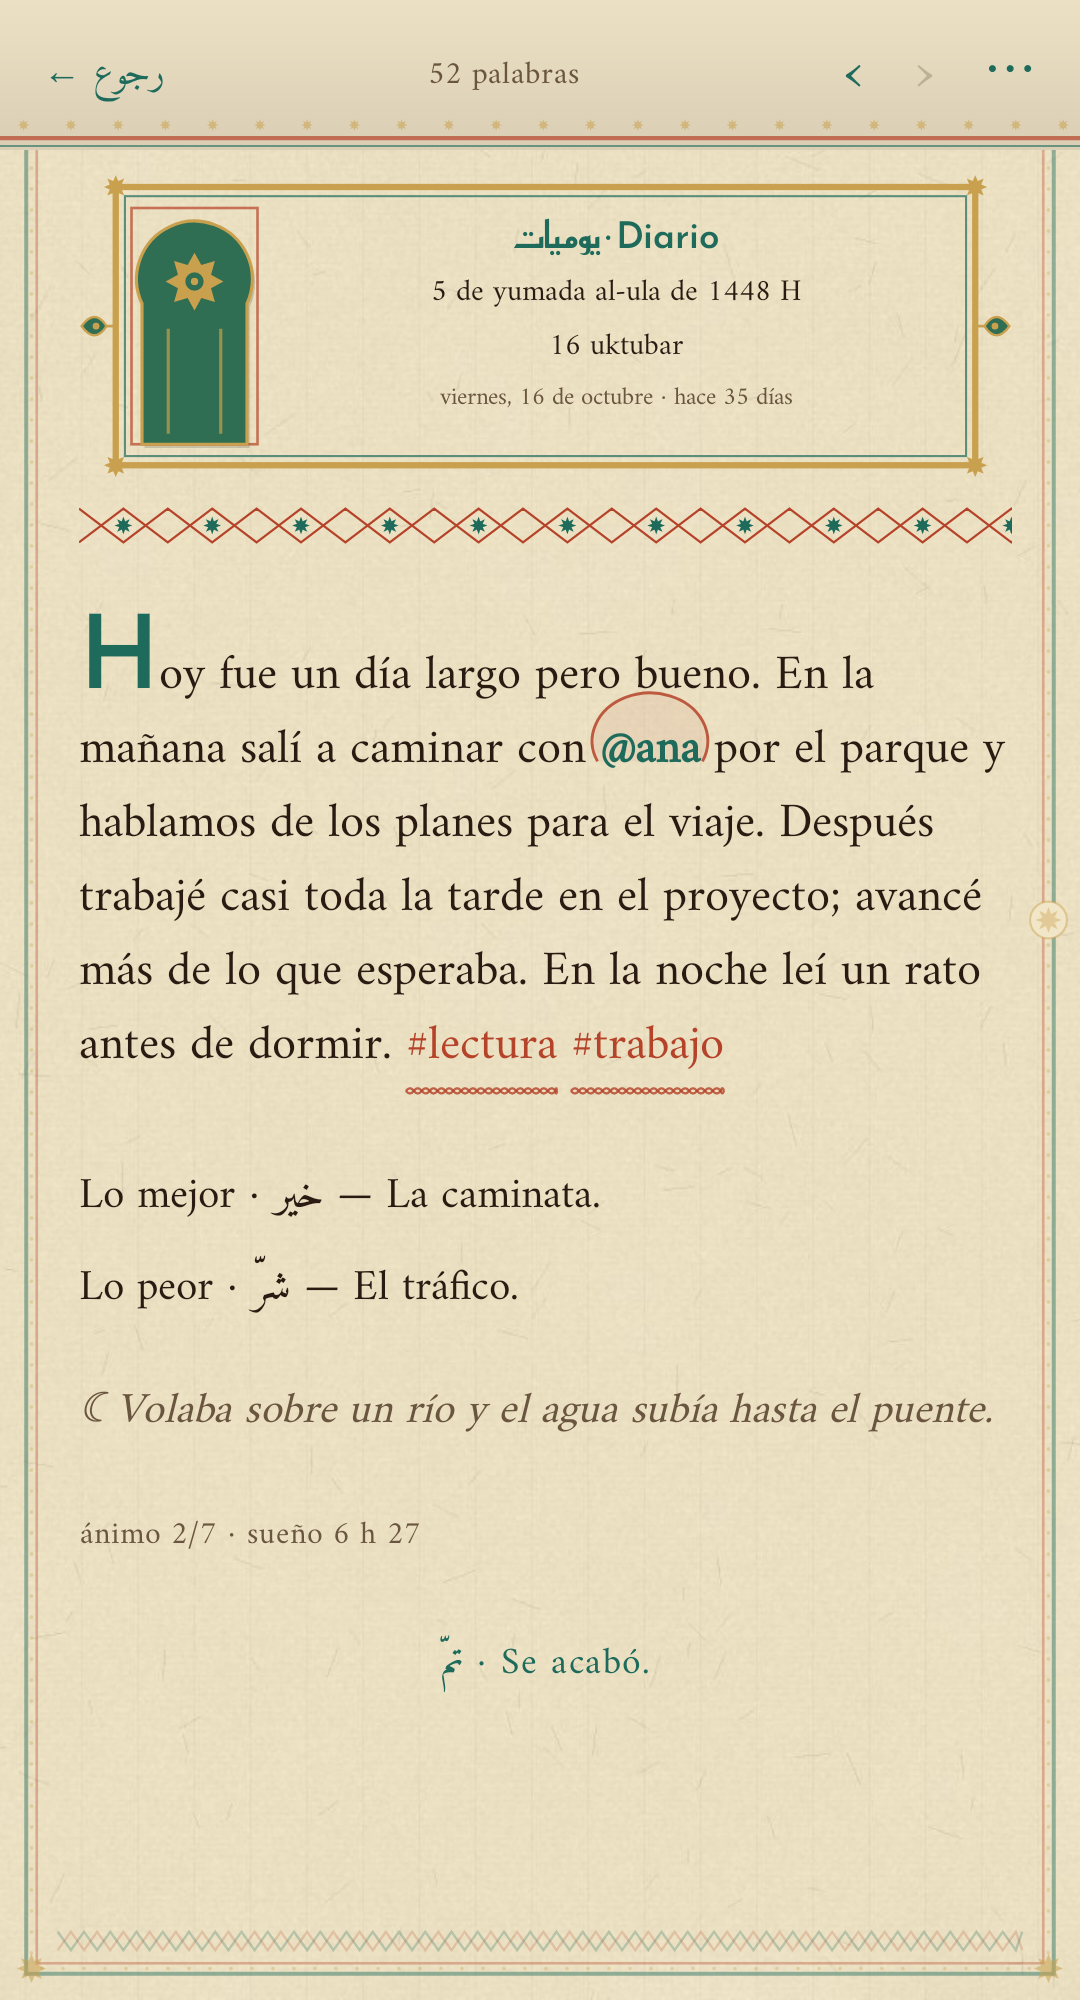 ← رجوع
52 palabras
يوميات · Diario
5 de yumada al-ula de 1448 H
16 uktubar
viernes, 16 de octubre · hace 35 días
Hoy fue un día largo pero bueno. En la
mañana salí a caminar con @ana por el parque y
hablamos de los planes para el viaje. Después
trabajé casi toda la tarde en el proyecto; avancé
más de lo que esperaba. En la noche leí un rato
antes de dormir. #lectura #trabajo
Lo mejor · خير — La caminata.
Lo peor · شرّ — El tráfico.
☾ Volaba sobre un río y el agua subía hasta el puente.
ánimo 2/7 · sueño 6 h 27
تمّ · Se acabó.